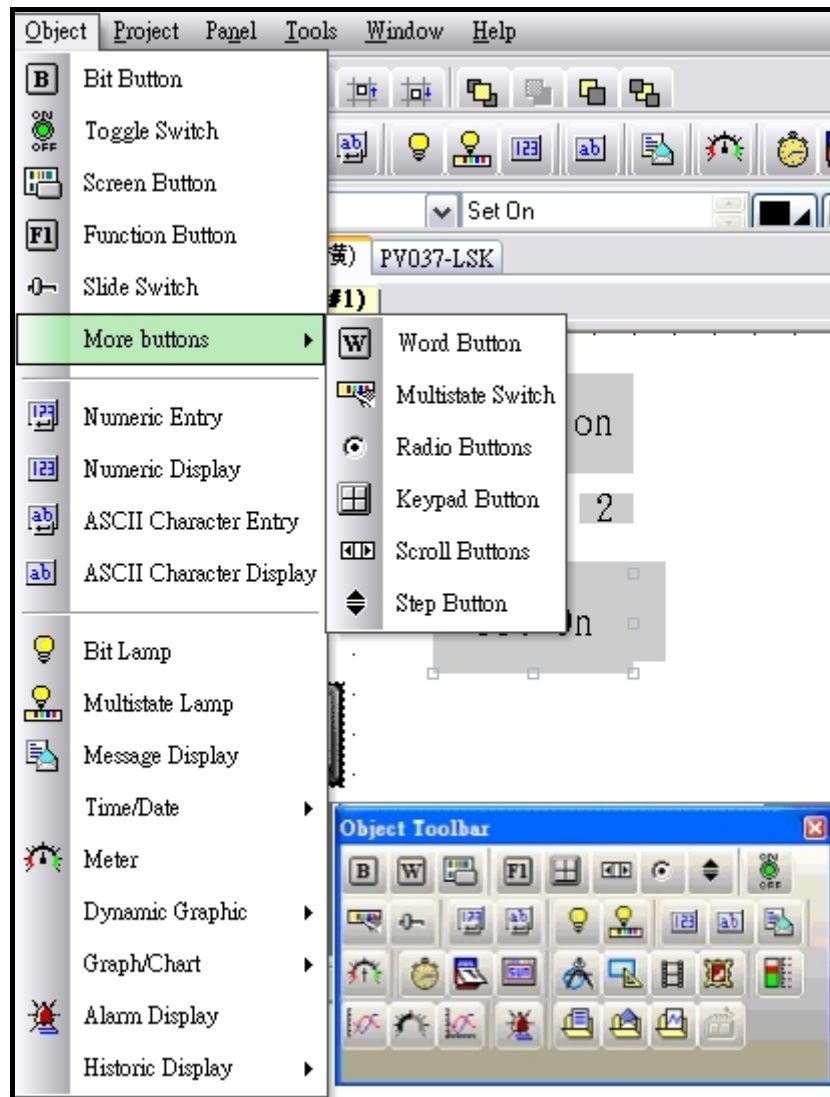 Object Project Panel Tools Window Help
Bit Button
Toggle Switch
Screen Button
Function Button
Slide Switch
More buttons
Numeric Entry
Numeric Display
ASCII Character Entry
ASCII Character Display
Bit Lamp
Multistate Lamp
Message Display
Time/Date
Meter
Dynamic Graphic
Graph/Chart
Alarm Display
Historic Display
Set On
黄) PV037-LSK
#1)
Word Button
Multistate Switch
Radio Buttons
Keypad Button
Scroll Buttons
Step Button
on
2
On
Object Toolbar